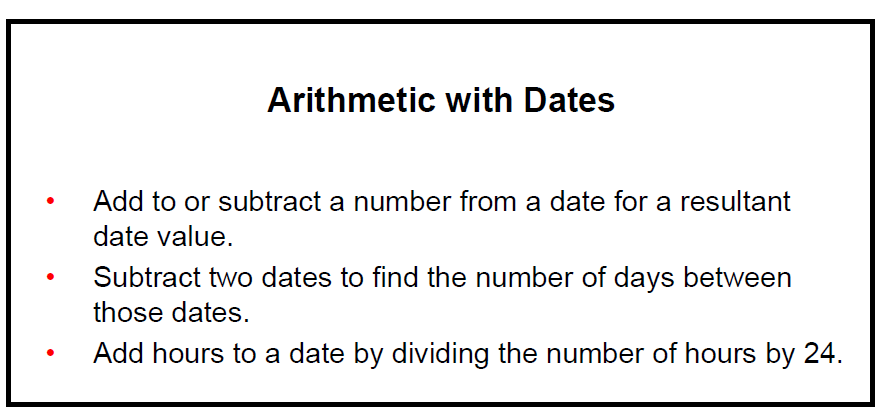 Arithmetic with Dates
• Add to or subtract a number from a date for a resultant
date value.
• Subtract two dates to find the number of days between
those dates.
• Add hours to a date by dividing the number of hours by 24.